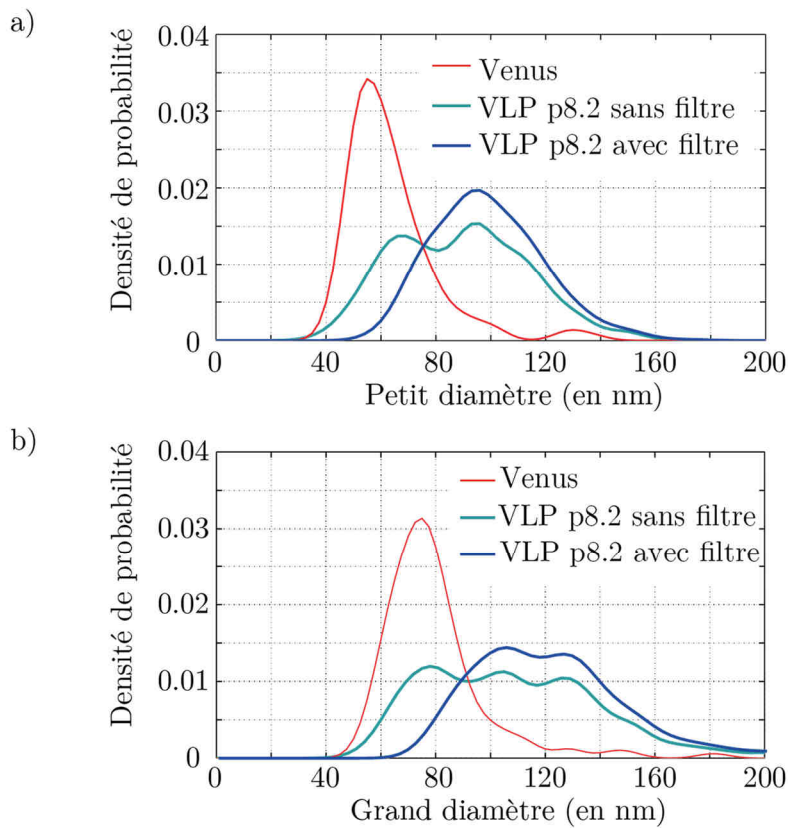 a)
Densité de probabilité
0.04
0.03
0.02
0.01
0
Venus
VLP p8.2 sans filtre
VLP p8.2 avec filtre
0 40 80 120 160 200
Petit diamètre (en nm)
b)
Densité de probabilité
0.04
0.03
0.02
0.01
0
Venus
VLP p8.2 sans filtre
VLP p8.2 avec filtre
0 40 80 120 160 200
Grand diamètre (en nm)